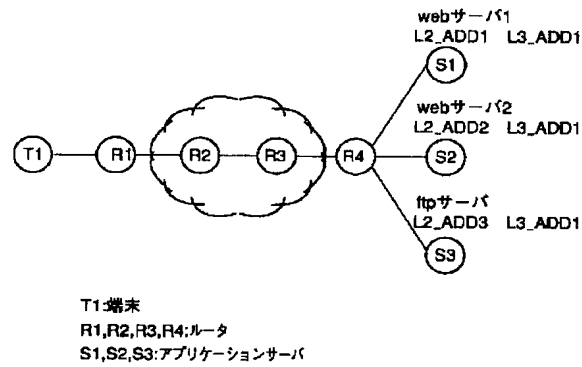 webサーバ1
L2_ADD1 L3_ADD1
S1
webサーバ2
L2_ADD2 L3_ADD1
T1
R1
R2
R3
R4
S2
ftpサーバ
L2_ADD3 L3_ADD1
S3
T1:端末
R1,R2,R3,R4:ルータ
S1,S2,S3:アプリケーションサーバ